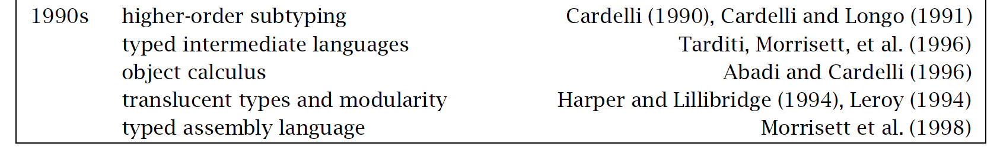 1990s higher-order subtyping Cardelli (1990), Cardelli and Longo (1991)
typed intermediate languages Tarditi, Morrisett, et al. (1996)
object calculus Abadi and Cardelli (1996)
translucent types and modularity Harper and Lillibridge (1994), Leroy (1994)
typed assembly language Morrisett et al. (1998)